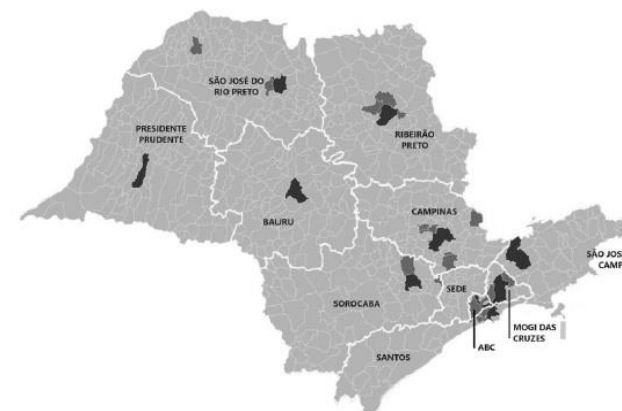 SÃO JOSÉ DO
RIO PRETO
RIBEIRÃO
PRETO
PRESIDENTE
PRUDENTE
BAURU
CAMPINAS
SÃO JOSÉ
CAMP
SOROCABA
SEDE
MOGI DAS
CRUZES
ABC
SANTOS